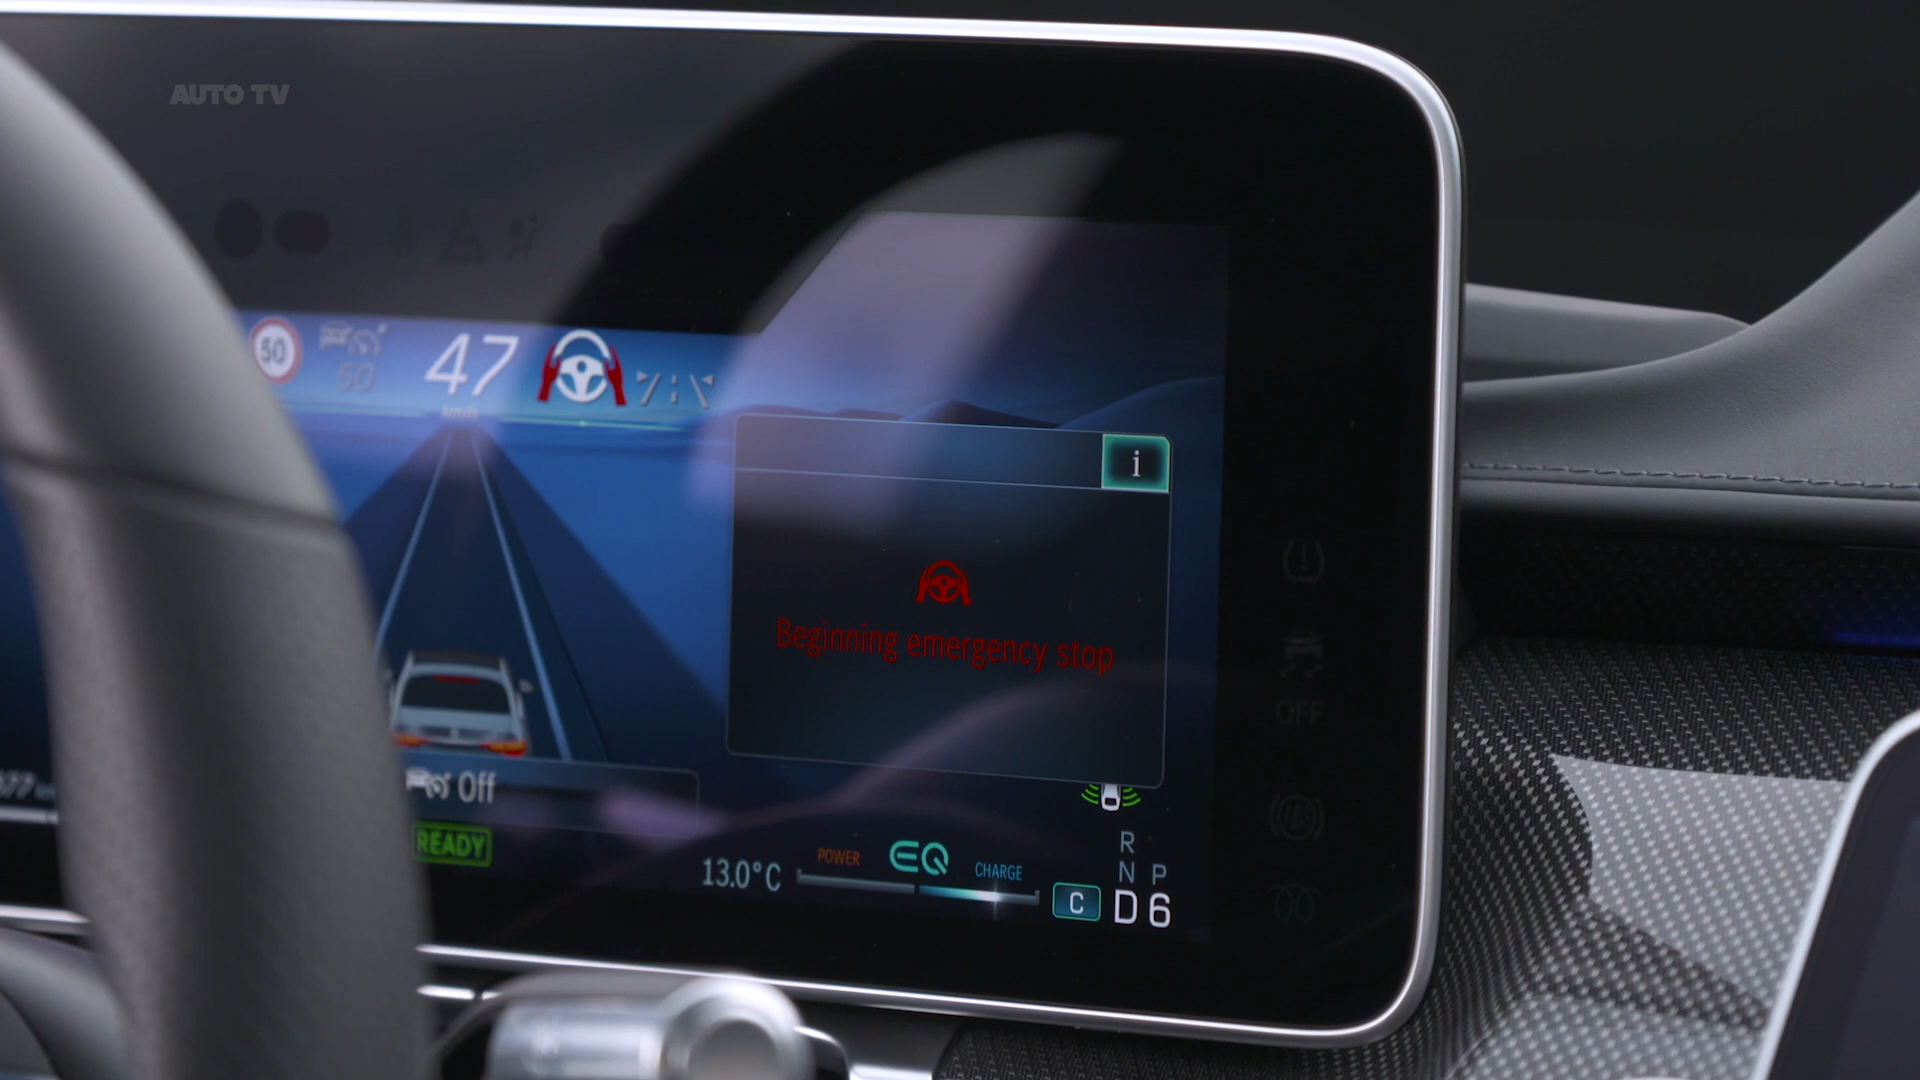 AUTO TV
50
50
47
km/h
i
Beginning emergency stop
Off
OFF
READY
13.0°C
POWER
EQ
CHARGE
R
N P
C
D 6